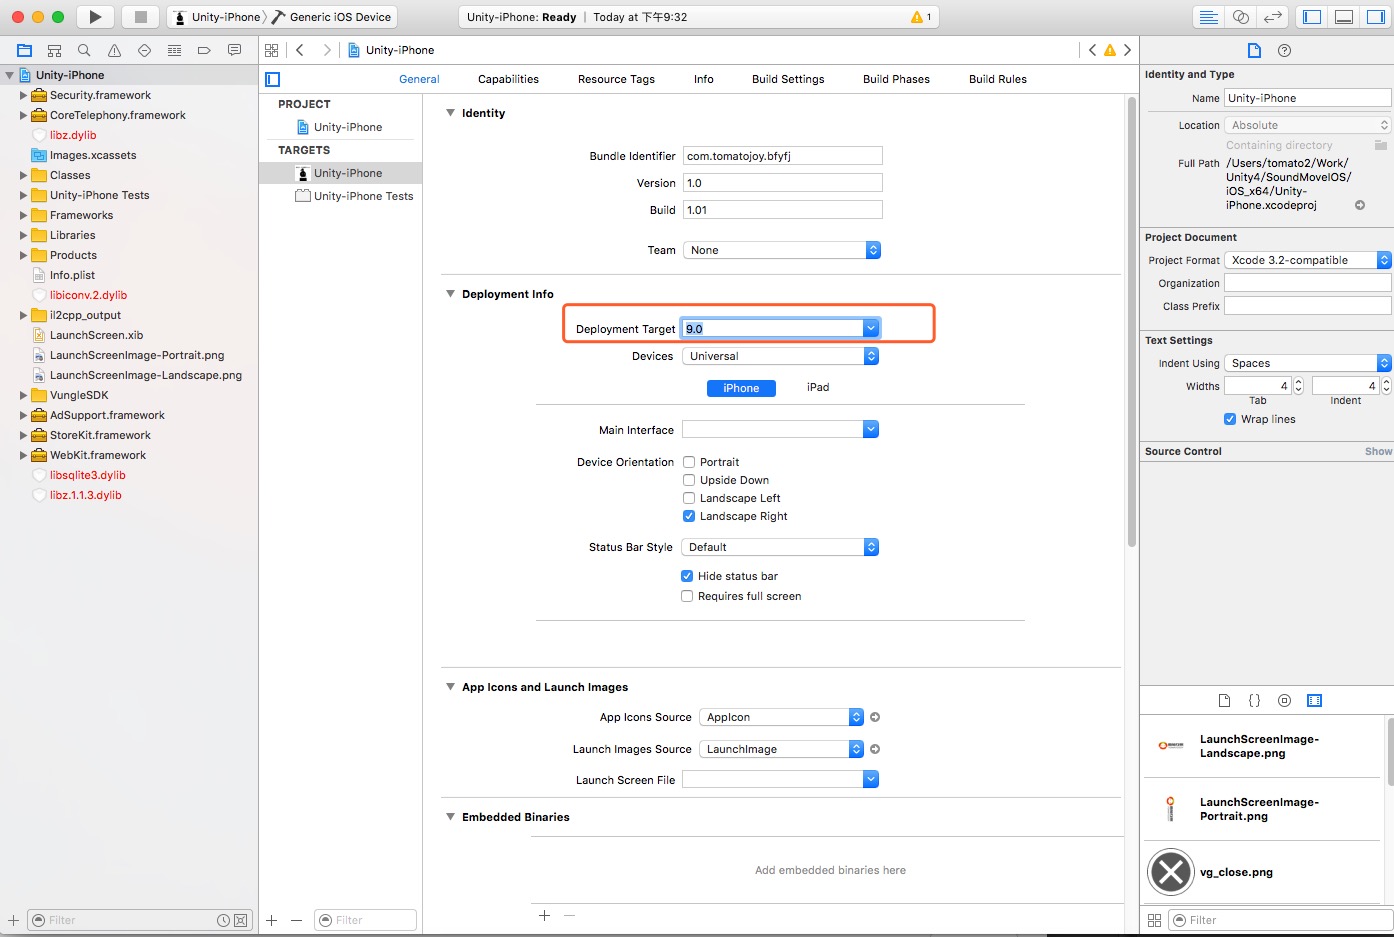 Unity-iPhone
Generic iOS Device
Unity-iPhone: Ready | Today at 下午9:32
1
Unity-iPhone
Unity-iPhone
Security.framework
CoreTelephony.framework
libz.dylib
Images.xcassets
Classes
Unity-iPhone Tests
Frameworks
Libraries
Products
Info.plist
libiconv.2.dylib
il2cpp_output
LaunchScreen.xib
LaunchScreenImage-Portrait.png
LaunchScreenImage-Landscape.png
VungleSDK
AdSupport.framework
StoreKit.framework
WebKit.framework
libsqlite3.dylib
libz.1.1.3.dylib
Filter
General
Capabilities
Resource Tags
Info
Build Settings
Build Phases
Build Rules
PROJECT
Unity-iPhone
TARGETS
Unity-iPhone
Unity-iPhone Tests
Filter
Identity
Bundle Identifier com.tomatojoy.bfyfj
Version 1.0
Build 1.01
Team None
Deployment Info
Deployment Target 9.0
Devices Universal
iPhone iPad
Main Interface
Device Orientation Portrait
Upside Down
Landscape Left
Landscape Right
Status Bar Style Default
Hide status bar
Requires full screen
App Icons and Launch Images
App Icons Source AppIcon
Launch Images Source LaunchImage
Launch Screen File
Embedded Binaries
Add embedded binaries here
Identity and Type
Name Unity-iPhone
Location Absolute
Containing directory
Full Path /Users/tomato2/Work/
Unity4/SoundMoveIOS/
iOS_x64/Unity-
iPhone.xcodeproj
Project Document
Project Format Xcode 3.2-compatible
Organization
Class Prefix
Text Settings
Indent Using Spaces
Widths 4 4
Tab Indent
Wrap lines
Source Control Show
{ }
LaunchScreenImage-
Landscape.png
LaunchScreenImage-
Portrait.png
vg_close.png
Filter